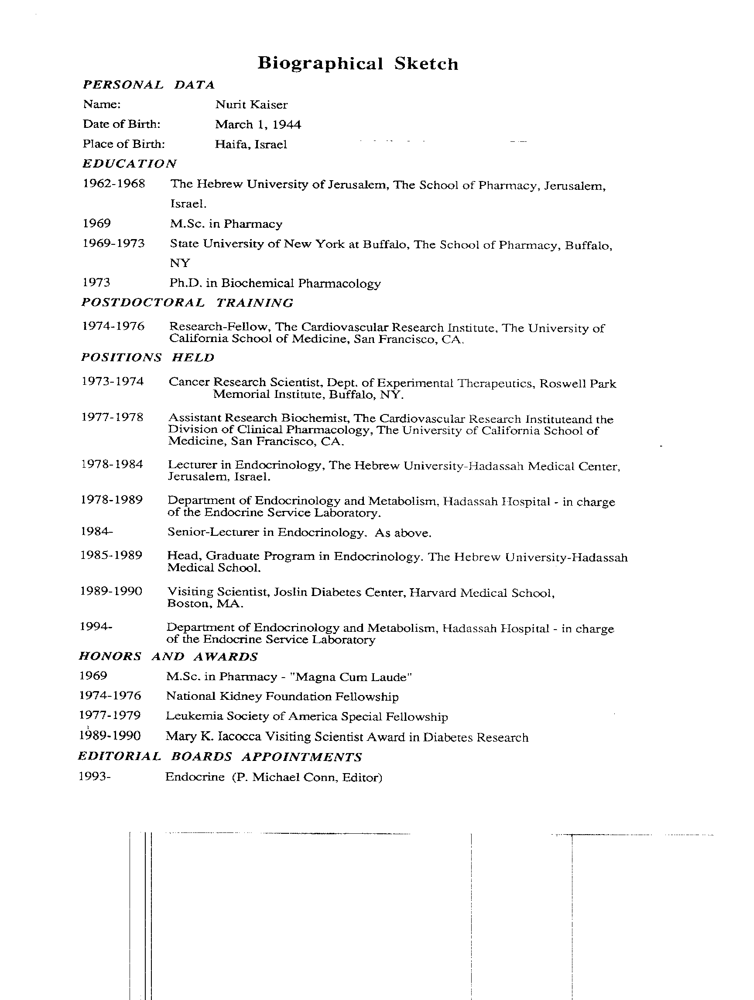 Biographical Sketch
PERSONAL DATA
Name: Nurit Kaiser
Date of Birth: March 1, 1944
Place of Birth: Haifa, Israel
EDUCATION
1962-1968 The Hebrew University of Jerusalem, The School of Pharmacy, Jerusalem,
Israel.
1969 M.Sc. in Pharmacy
1969-1973 State University of New York at Buffalo, The School of Pharmacy, Buffalo,
NY
1973 Ph.D. in Biochemical Pharmacology
POSTDOCTORAL TRAINING
1974-1976 Research-Fellow, The Cardiovascular Research Institute, The University of
California School of Medicine, San Francisco, CA.
POSITIONS HELD
1973-1974 Cancer Research Scientist, Dept. of Experimental Therapeutics, Roswell Park
Memorial Institute, Buffalo, NY.
1977-1978 Assistant Research Biochemist, The Cardiovascular Research Instituteand the
Division of Clinical Pharmacology, The University of California School of
Medicine, San Francisco, CA.
1978-1984 Lecturer in Endocrinology, The Hebrew University-Hadassah Medical Center,
Jerusalem, Israel.
1978-1989 Department of Endocrinology and Metabolism, Hadassah Hospital - in charge
of the Endocrine Service Laboratory.
1984- Senior-Lecturer in Endocrinology. As above.
1985-1989 Head, Graduate Program in Endocrinology. The Hebrew University-Hadassah
Medical School.
1989-1990 Visiting Scientist, Joslin Diabetes Center, Harvard Medical School,
Boston, MA.
1994- Department of Endocrinology and Metabolism, Hadassah Hospital - in charge
of the Endocrine Service Laboratory
HONORS AND AWARDS
1969 M.Sc. in Pharmacy - "Magna Cum Laude"
1974-1976 National Kidney Foundation Fellowship
1977-1979 Leukemia Society of America Special Fellowship
1989-1990 Mary K. Iacocca Visiting Scientist Award in Diabetes Research
EDITORIAL BOARDS APPOINTMENTS
1993- Endocrine (P. Michael Conn, Editor)